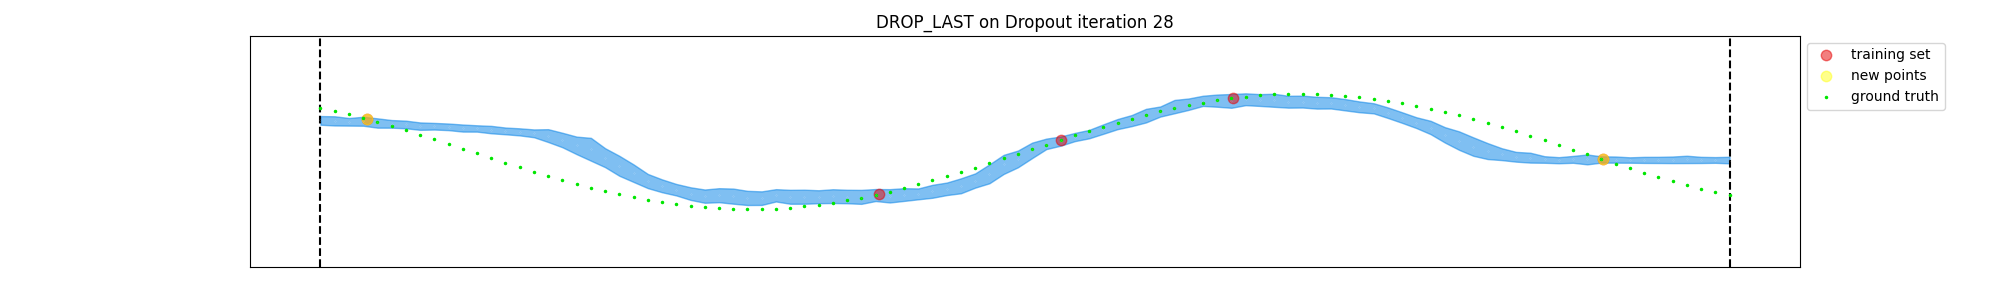 DROP_LAST on Dropout iteration 28
training set
new points
ground truth